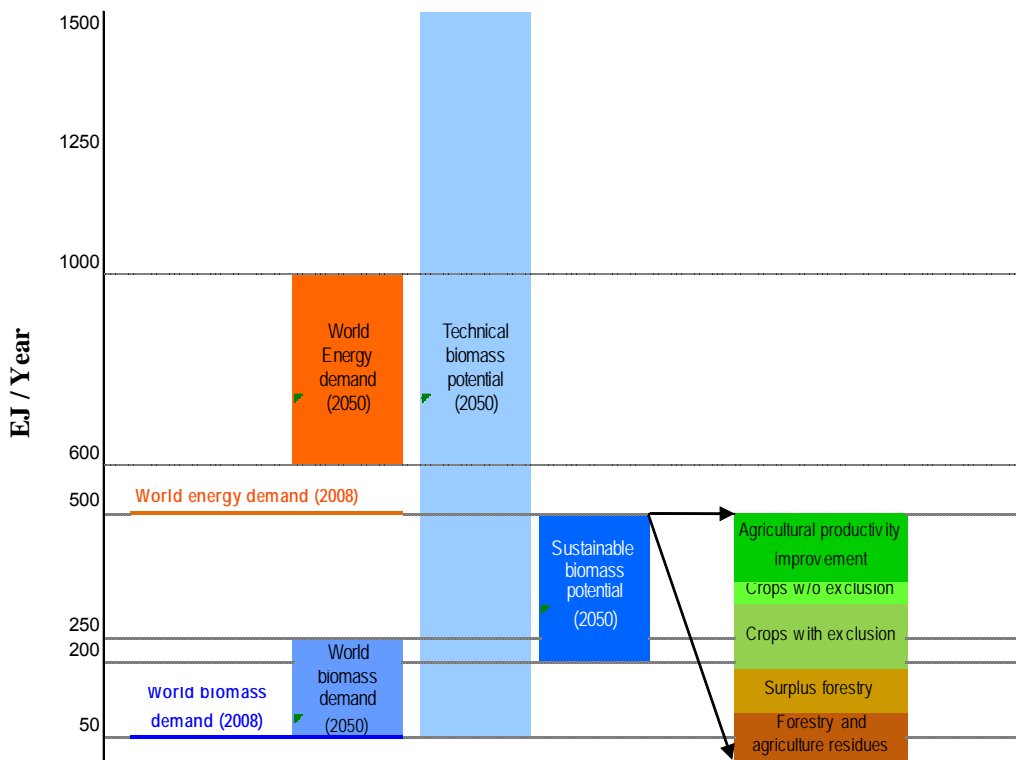 1500
1250
1000
600
500
250
200
50
EJ / Year
World
Energy
demand
(2050)
Technical
biomass
potential
(2050)
World energy demand (2008)
Sustainable
biomass
potential
(2050)
World
biomass
demand
(2050)
World biomass
demand (2008)
Agricultural productivity
improvement
Crops w/o exclusion
Crops with exclusion
Surplus forestry
Forestry and
agriculture residues